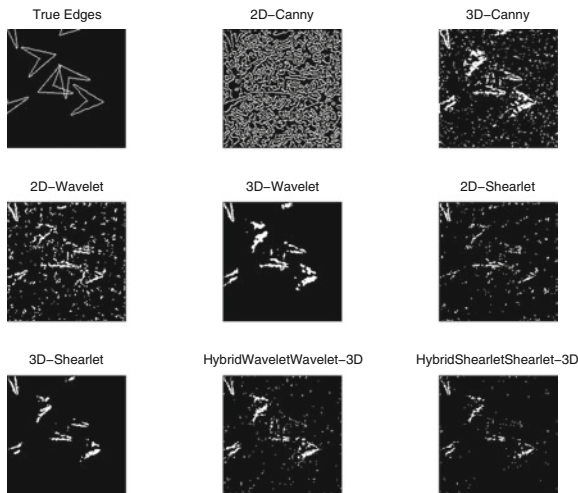 True Edges
2D–Canny
3D–Canny
2D–Wavelet
3D–Wavelet
2D–Shearlet
3D–Shearlet
HybridWaveletWavelet–3D
HybridShearletShearlet–3D